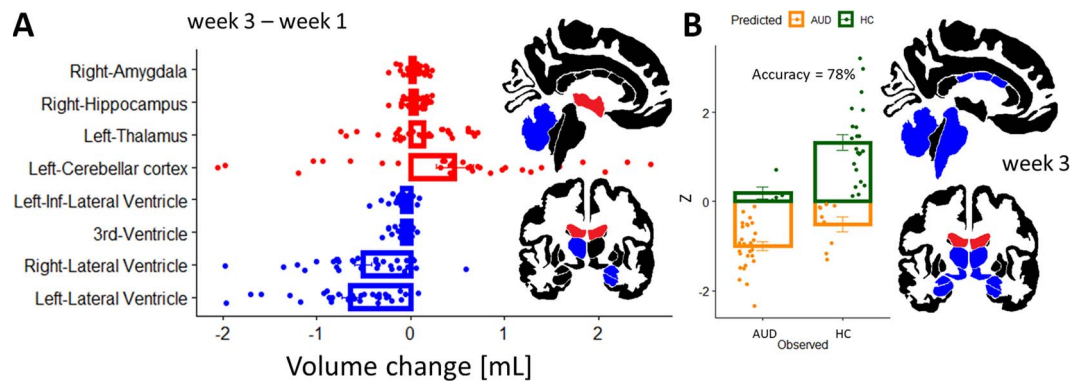 A
week 3 – week 1
Right-Amygdala
Right-Hippocampus
Left-Thalamus
Left-Cerebellar cortex
Left-Inf-Lateral Ventricle
3rd-Ventricle
Right-Lateral Ventricle
Left-Lateral Ventricle
-2 -1 0 1 2
Volume change [mL]
B
Predicted AUD HC
Accuracy = 78%
2
0
-2
Z
AUD HC
Observed
week 3